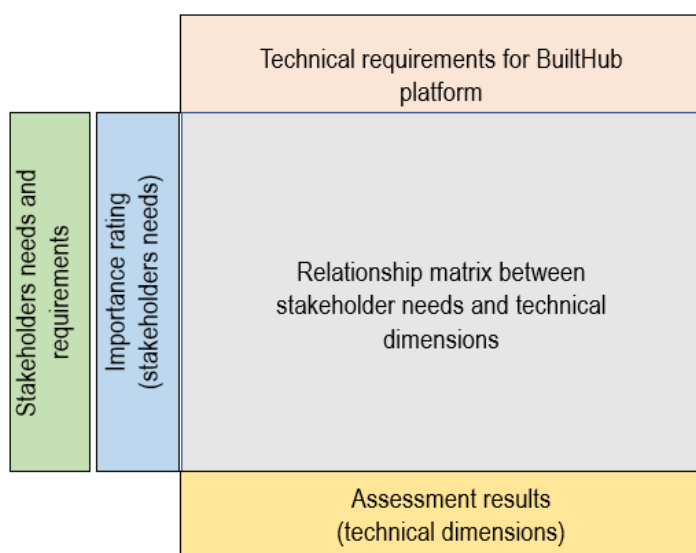 Technical requirements for BuiltHub
platform
Stakeholders needs and
requirements
Importance rating
(stakeholders needs)
Relationship matrix between
stakeholder needs and technical
dimensions
Assessment results
(technical dimensions)